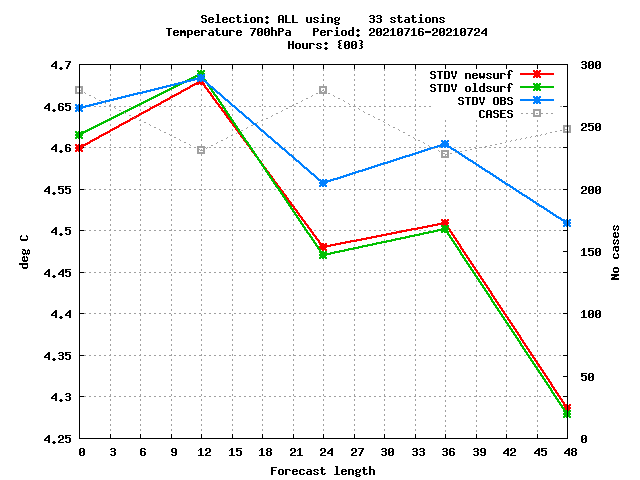 Selection: ALL using    33 stations
Temperature 700hPa   Period: 20210716-20210724
Hours: {00}
STDV newsurf
STDV oldsurf
STDV OBS
CASES
4.7
4.65
4.6
4.55
4.5
4.45
4.4
4.35
4.3
4.25
deg C
300
250
200
150
100
50
0
No cases
0 3 6 9 12 15 18 21 24 27 30 33 36 39 42 45 48
Forecast length